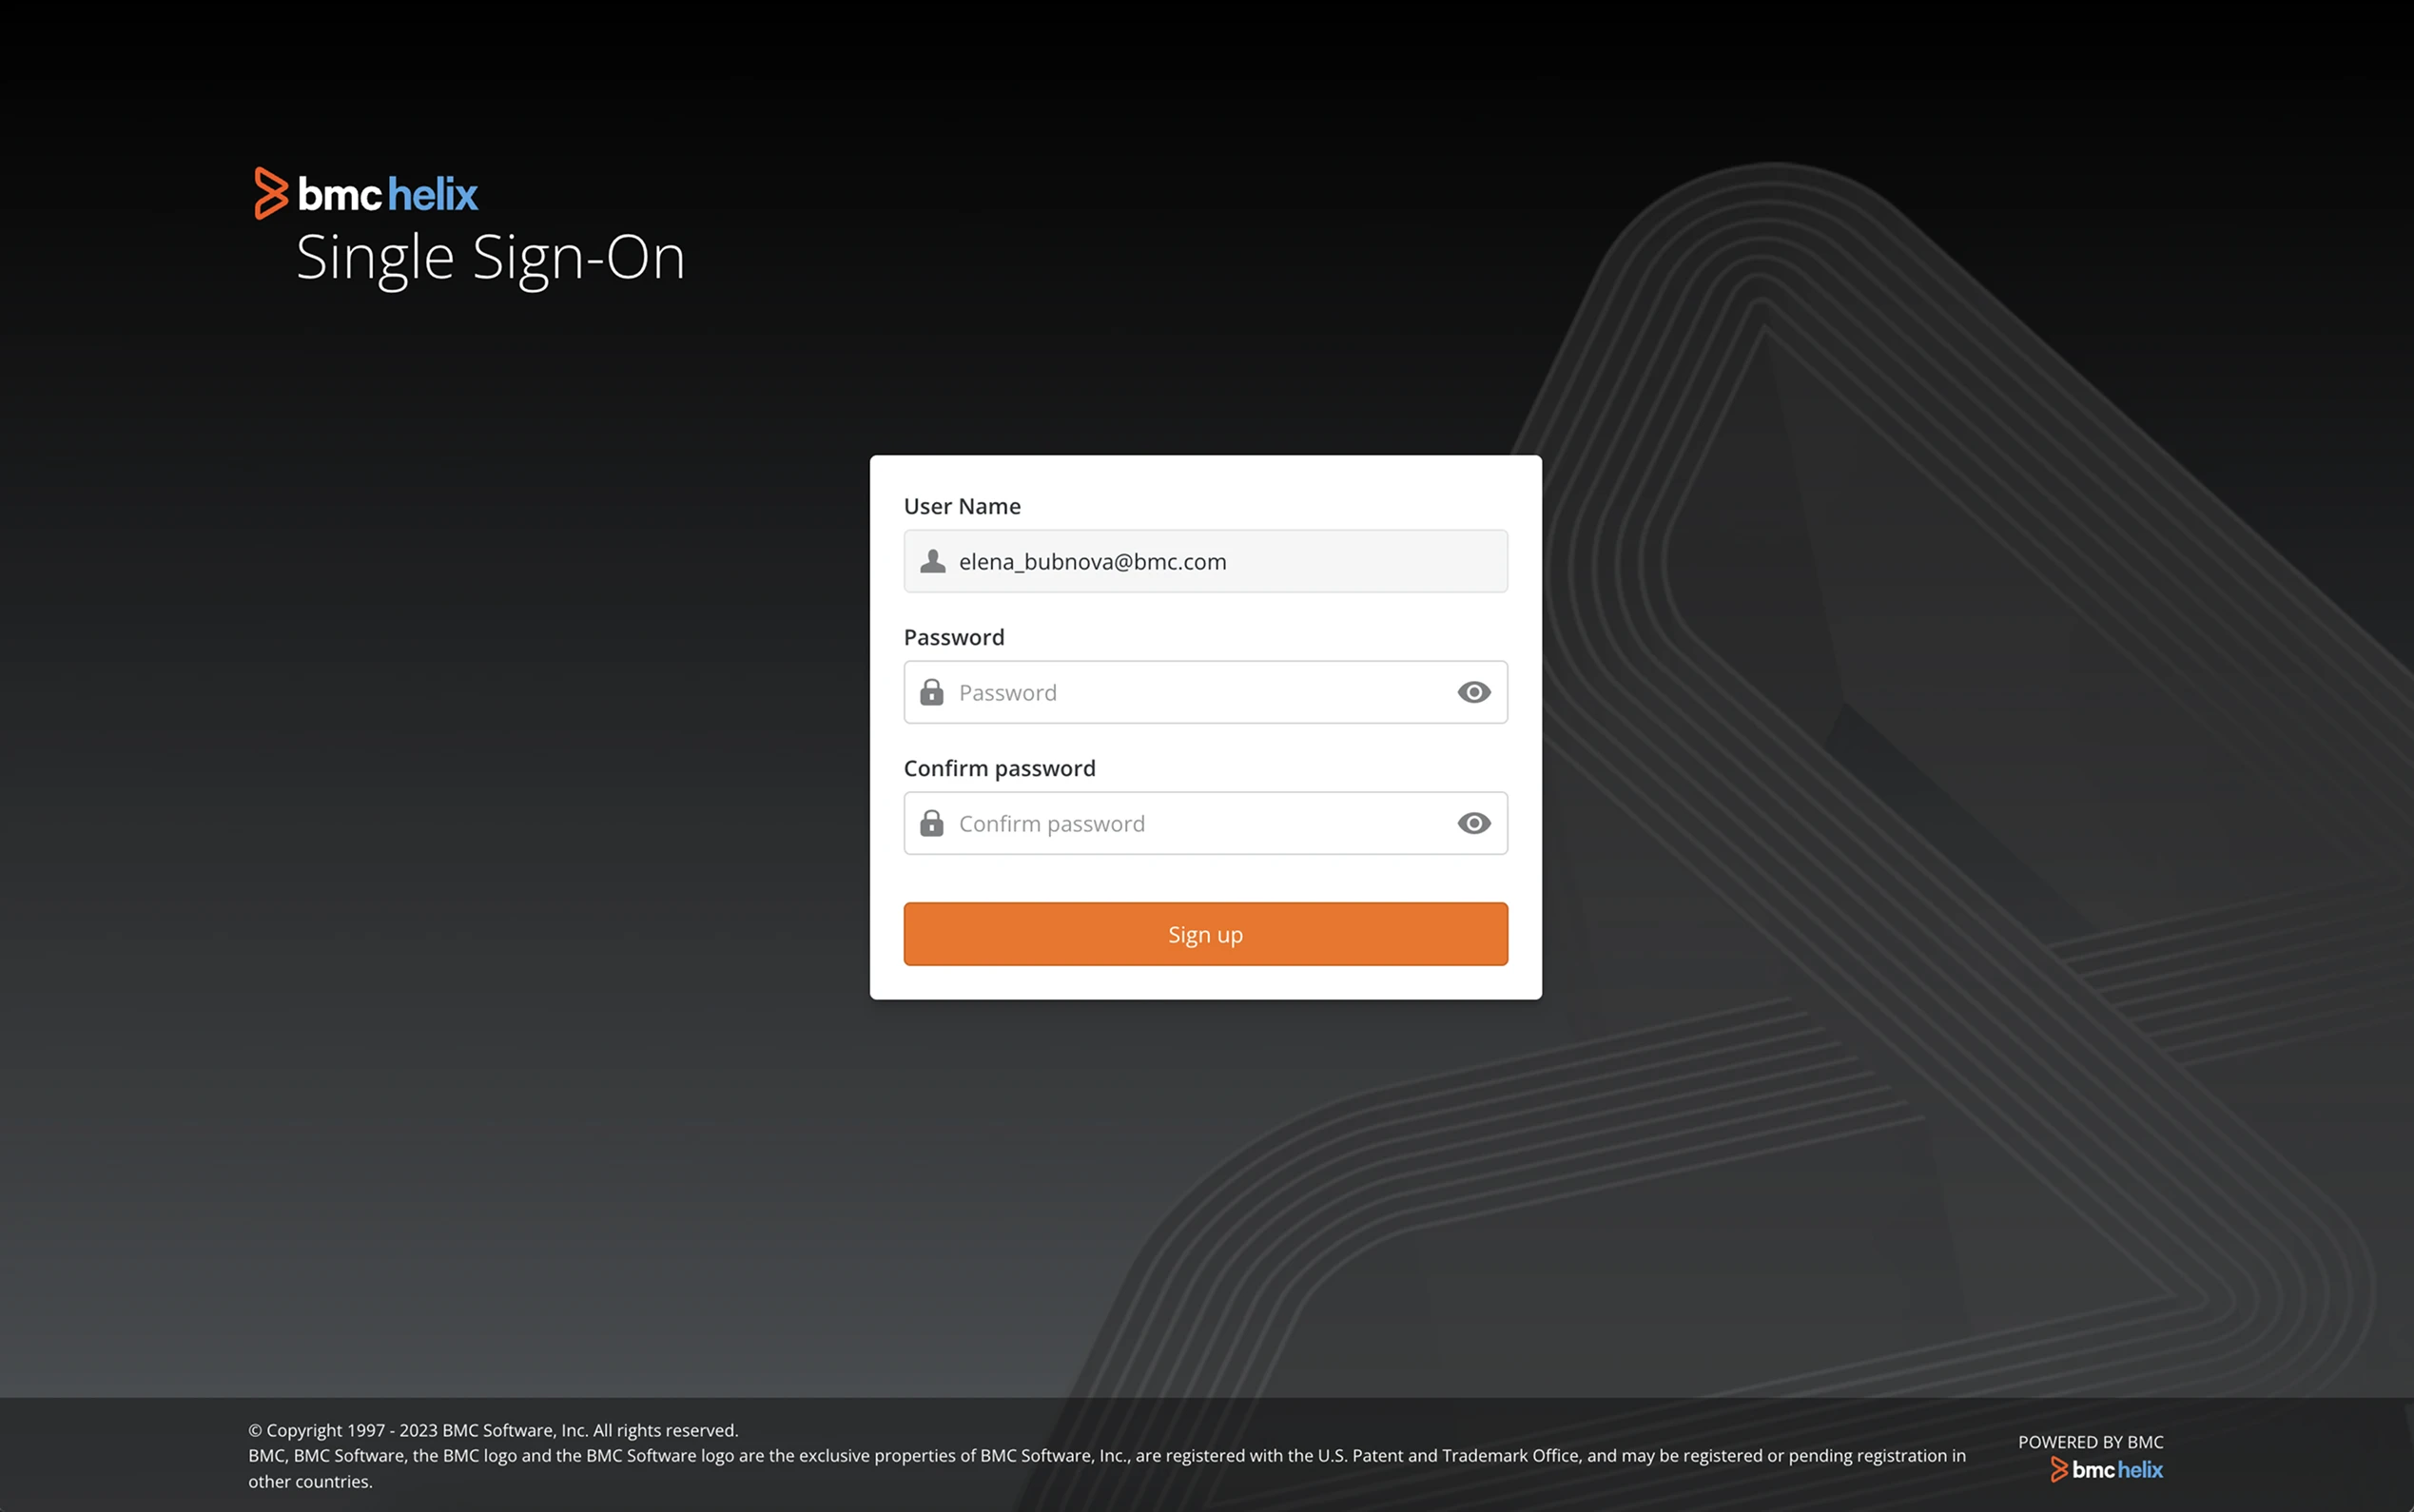 bmc helix
Single Sign-On
User Name
elena_bubnova@bmc.com
Password
Password
Confirm password
Confirm password
Sign up
© Copyright 1997 - 2023 BMC Software, Inc. All rights reserved.
BMC, BMC Software, the BMC logo and the BMC Software logo are the exclusive properties of BMC Software, Inc., are registered with the U.S. Patent and Trademark Office, and may be registered or pending registration in
other countries.
POWERED BY BMC
bmc helix